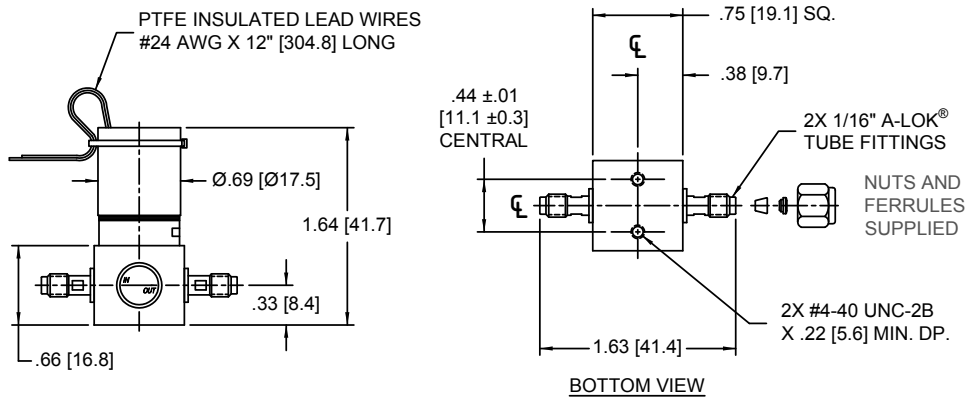 PTFE INSULATED LEAD WIRES
#24 AWG X 12" [304.8] LONG
Ø.69 [Ø17.5]
1.64 [41.7]
IN
OUT
.33 [8.4]
.66 [16.8]
.75 [19.1] SQ.
℄
.38 [9.7]
.44 ±.01
[11.1 ±0.3]
CENTRAL
2X 1/16" A-LOK®
TUBE FITTINGS
℄
NUTS AND
FERRULES
SUPPLIED
2X #4-40 UNC-2B
X .22 [5.6] MIN. DP.
1.63 [41.4]
BOTTOM VIEW